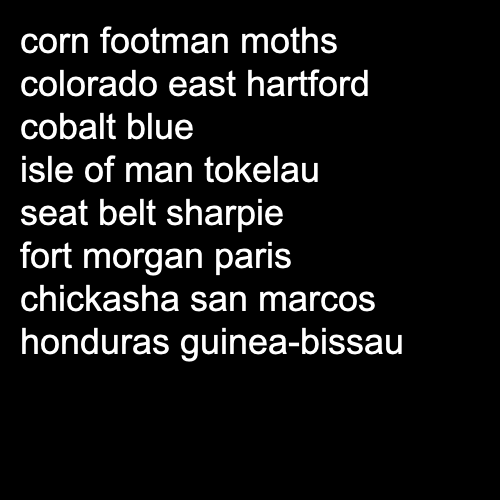 corn footman moths
colorado east hartford
cobalt blue
isle of man tokelau
seat belt sharpie
fort morgan paris
chickasha san marcos
honduras guinea-bissau